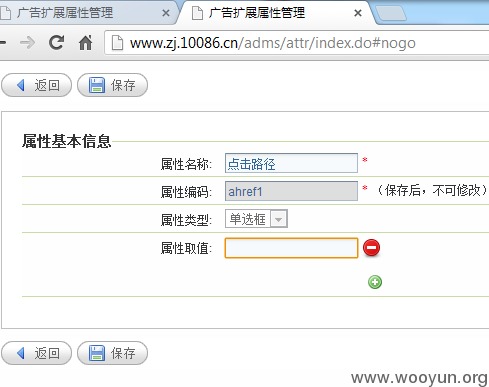 广告扩展属性管理 × 广告扩展属性管理 ×
www.zj.10086.cn/adms/attr/index.do#nogo
返回 保存
属性基本信息
属性名称: 点击路径 *
属性编码: ahref1 * （保存后，不可修改）
属性类型: 单选框
属性取值:
返回 保存
www.wooyun.org